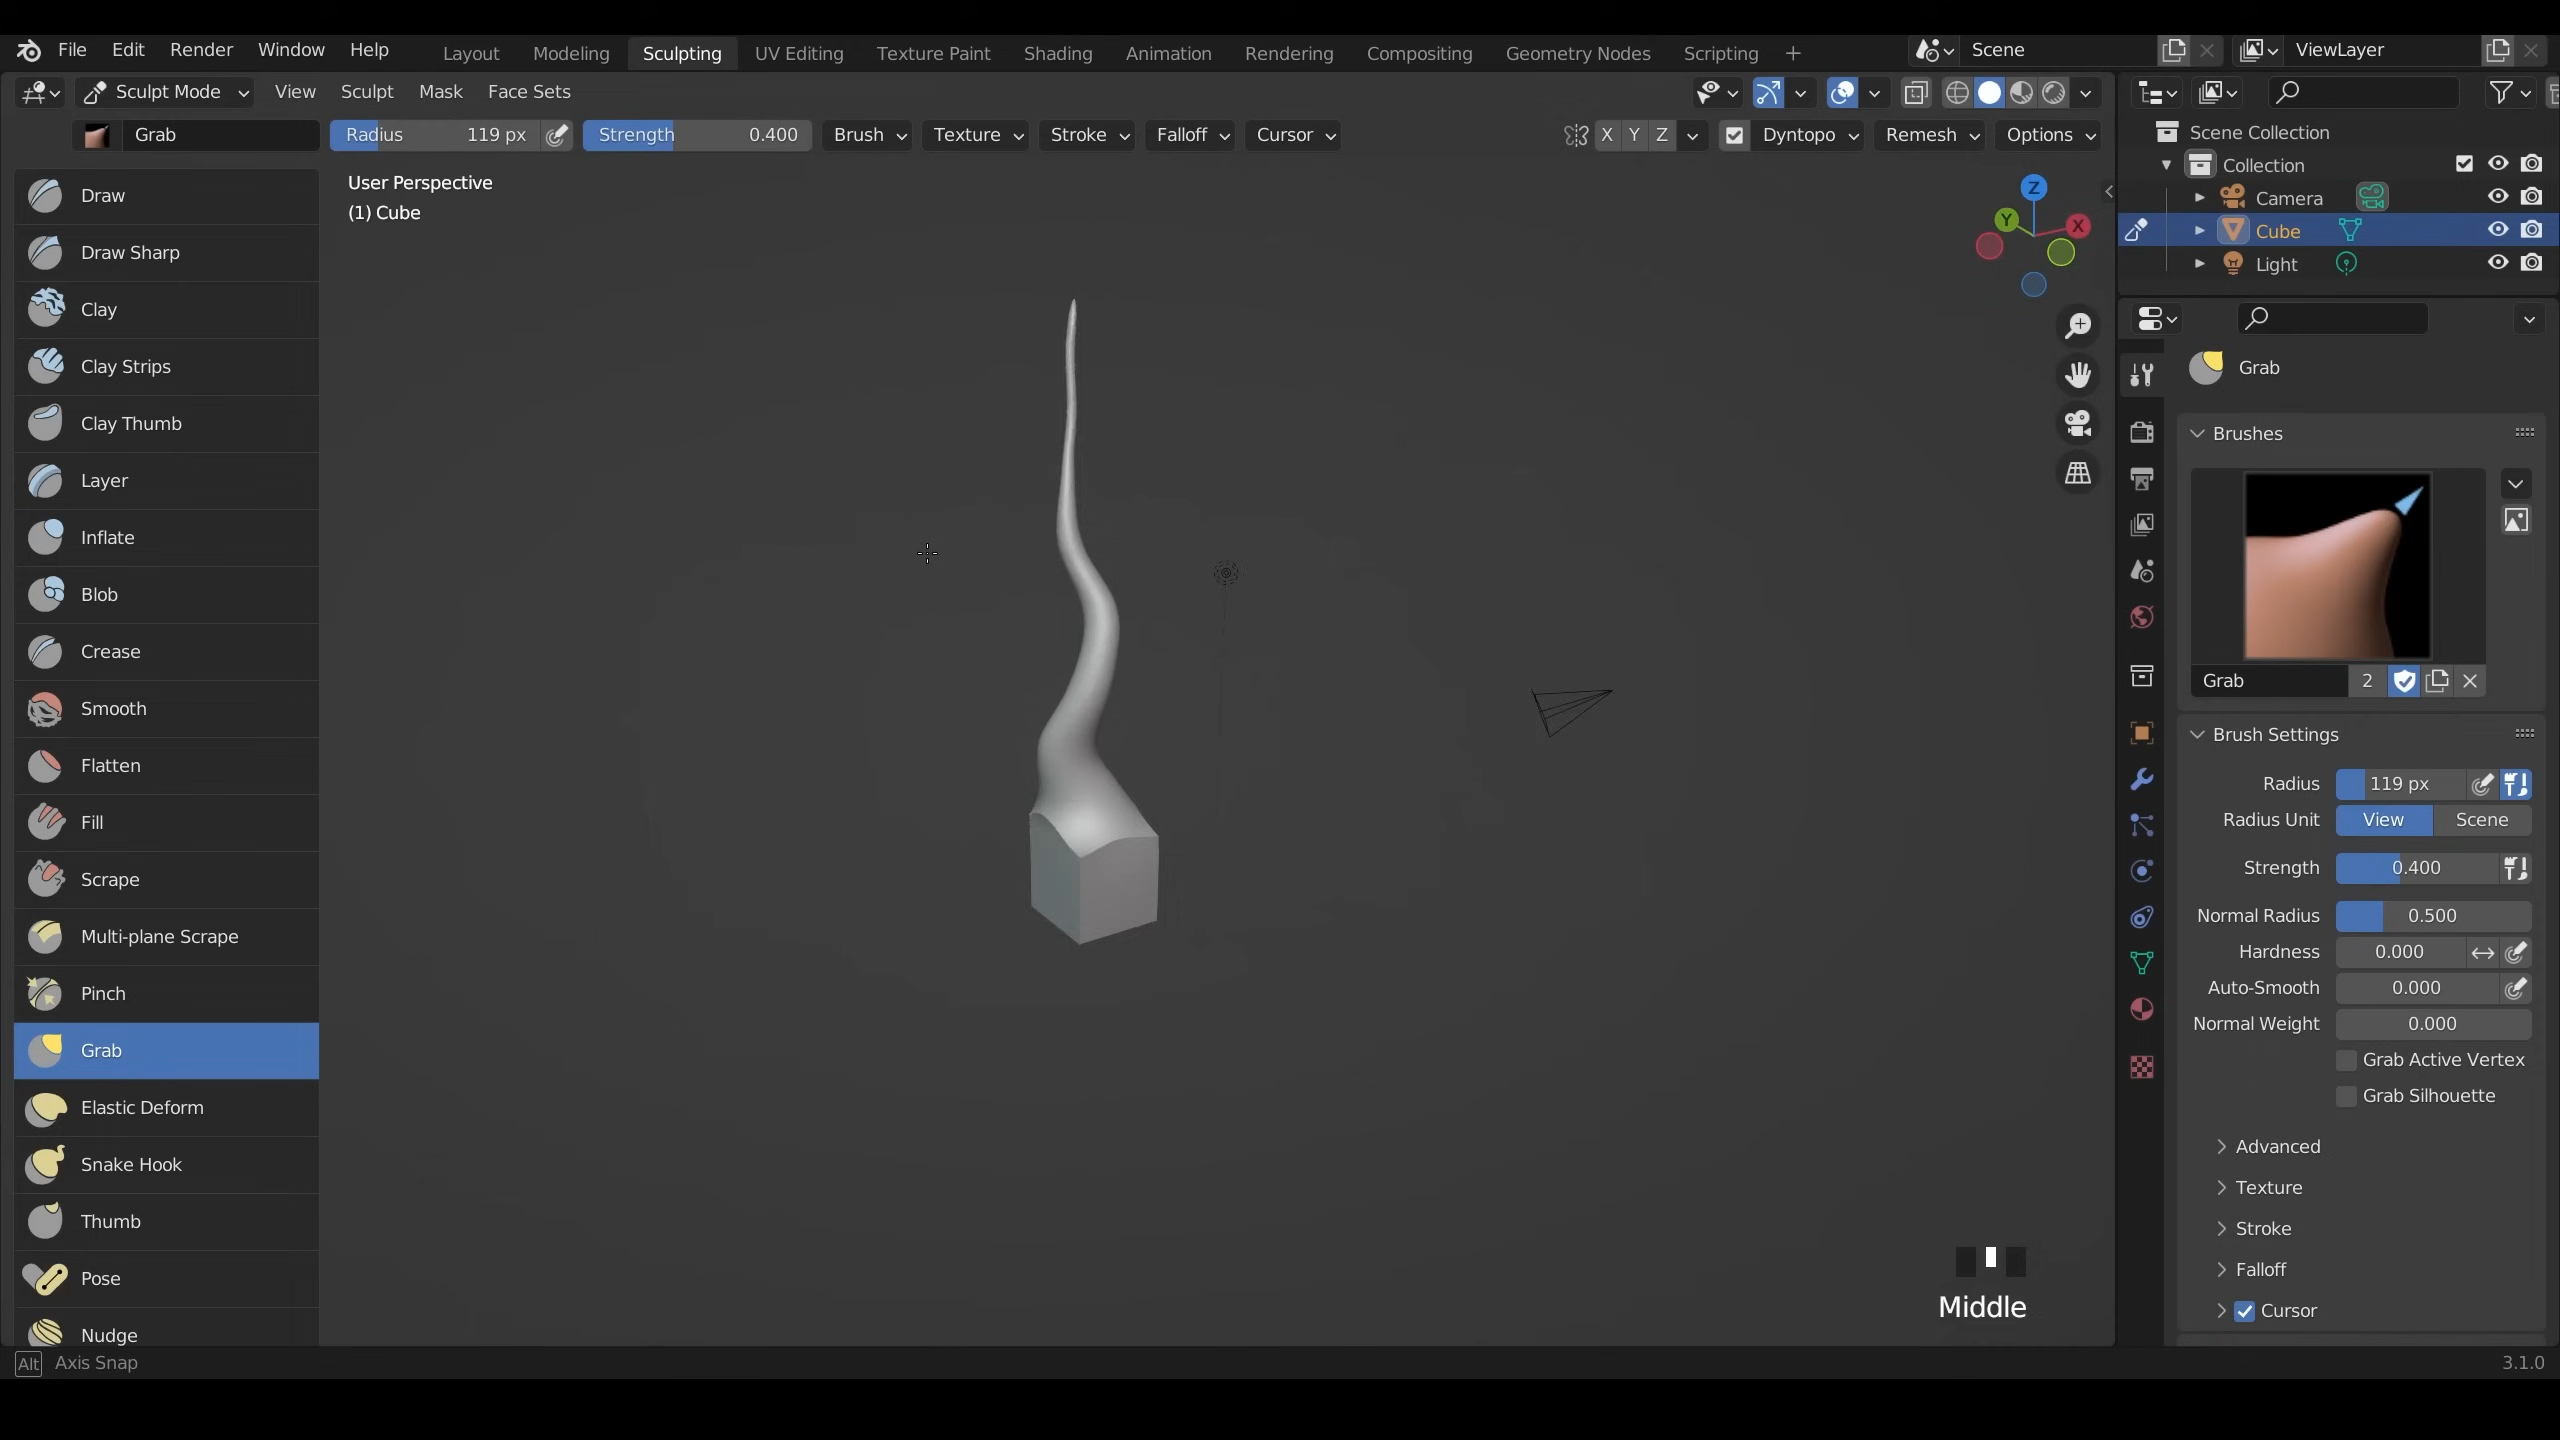 File Edit Render Window Help Layout Modeling Sculpting UV Editing Texture Paint Shading Animation Rendering Compositing Geometry Nodes Scripting + Scene ViewLayer
Sculpt Mode View Sculpt Mask Face Sets
Grab Radius 119 px Strength 0.400 Brush Texture Stroke Falloff Cursor X Y Z Dyntopo Remesh Options
User Perspective
(1) Cube
Z
Y
X
Draw
Draw Sharp
Clay
Clay Strips
Clay Thumb
Layer
Inflate
Blob
Crease
Smooth
Flatten
Fill
Scrape
Multi-plane Scrape
Pinch
Grab
Elastic Deform
Snake Hook
Thumb
Pose
Nudge
Middle
Scene Collection
Collection
Camera
Cube
Light
Grab
Brushes
Grab 2
Brush Settings
Radius 119 px
Radius Unit View Scene
Strength 0.400
Normal Radius 0.500
Hardness 0.000
Auto-Smooth 0.000
Normal Weight 0.000
Grab Active Vertex
Grab Silhouette
Advanced
Texture
Stroke
Falloff
Cursor
Alt Axis Snap
3.1.0